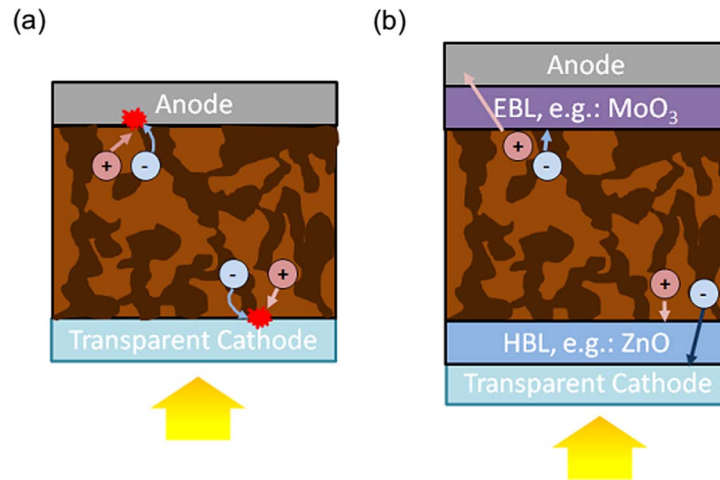 (a)
Anode
+
-
-
+
Transparent Cathode
(b)
Anode
EBL, e.g.: MoO₃
+
-
+
-
HBL, e.g.: ZnO
Transparent Cathode